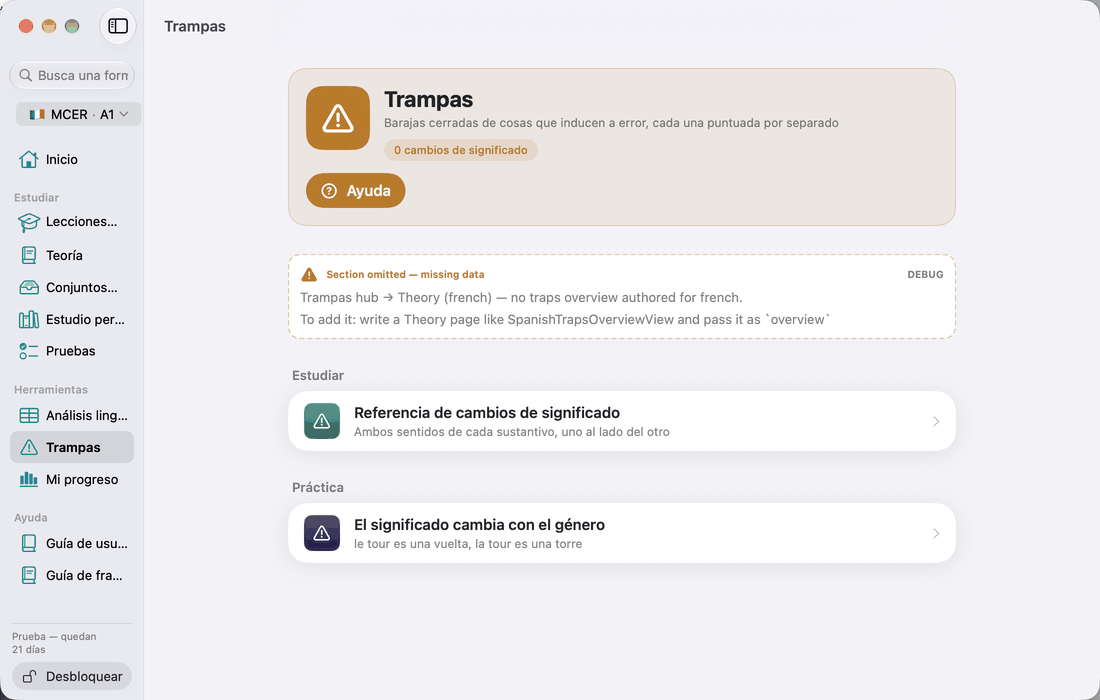 Trampas
Busca una forn
MCER · A1
Inicio
Estudiar
Lecciones...
Teoría
Conjuntos...
Estudio per...
Pruebas
Herramientas
Análisis ling...
Trampas
Mi progreso
Ayuda
Guía de usu...
Guía de fra...
Prueba — quedan
21 días
Desbloquear
Trampas
Barajas cerradas de cosas que inducen a error, cada una puntuada por separado
0 cambios de significado
Ayuda
Section omitted — missing data
DEBUG
Trampas hub → Theory (french) — no traps overview authored for french.
To add it: write a Theory page like SpanishTrapsOverviewView and pass it as `overview`
Estudiar
Referencia de cambios de significado
Ambos sentidos de cada sustantivo, uno al lado del otro
Práctica
El significado cambia con el género
le tour es una vuelta, la tour es una torre